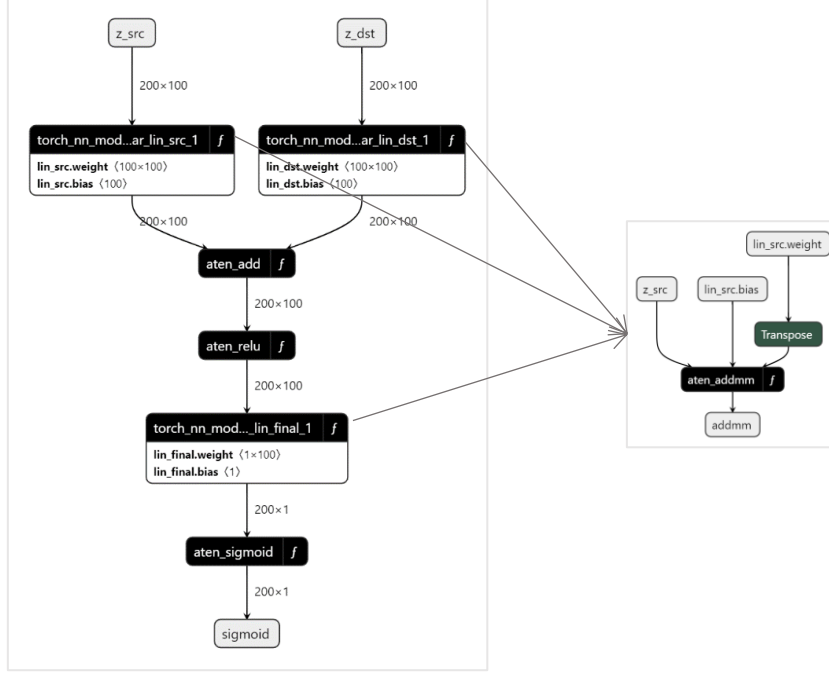 z_src
z_dst
200×100
200×100
torch_nn_mod...ar_lin_src_1 ƒ
lin_src.weight ⟨100×100⟩
lin_src.bias ⟨100⟩
torch_nn_mod...ar_lin_dst_1 ƒ
lin_dst.weight ⟨100×100⟩
lin_dst.bias ⟨100⟩
200×100
200×100
aten_add ƒ
200×100
aten_relu ƒ
200×100
torch_nn_mod..._lin_final_1 ƒ
lin_final.weight ⟨1×100⟩
lin_final.bias ⟨1⟩
200×1
aten_sigmoid ƒ
200×1
sigmoid
lin_src.weight
z_src
lin_src.bias
Transpose
aten_addmm ƒ
addmm